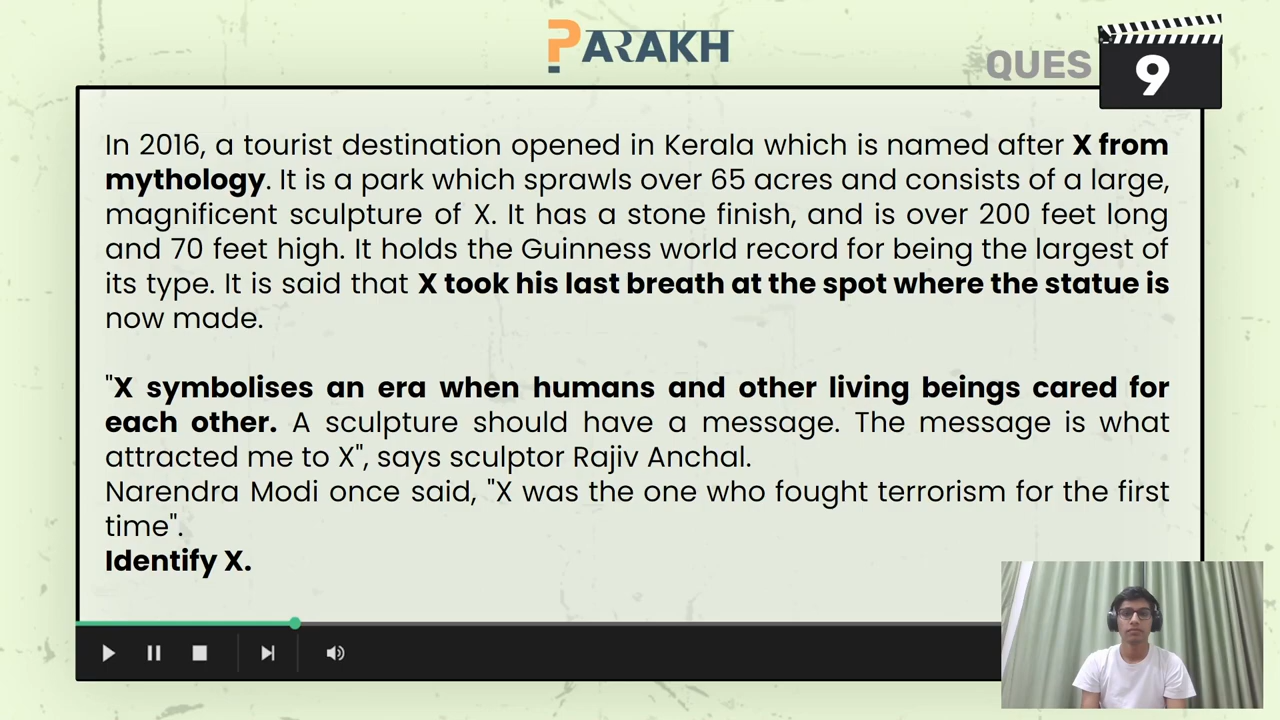 PARAKH
QUES 9
In 2016, a tourist destination opened in Kerala which is named after X from
mythology. It is a park which sprawls over 65 acres and consists of a large,
magnificent sculpture of X. It has a stone finish, and is over 200 feet long
and 70 feet high. It holds the Guinness world record for being the largest of
its type. It is said that X took his last breath at the spot where the statue is
now made.
"X symbolises an era when humans and other living beings cared for
each other. A sculpture should have a message. The message is what
attracted me to X", says sculptor Rajiv Anchal.
Narendra Modi once said, "X was the one who fought terrorism for the first
time".
Identify X.